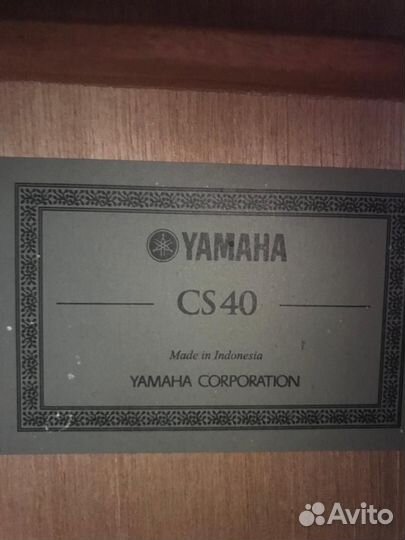 YAMAHA
CS40
Made in Indonesia
YAMAHA CORPORATION
Avito